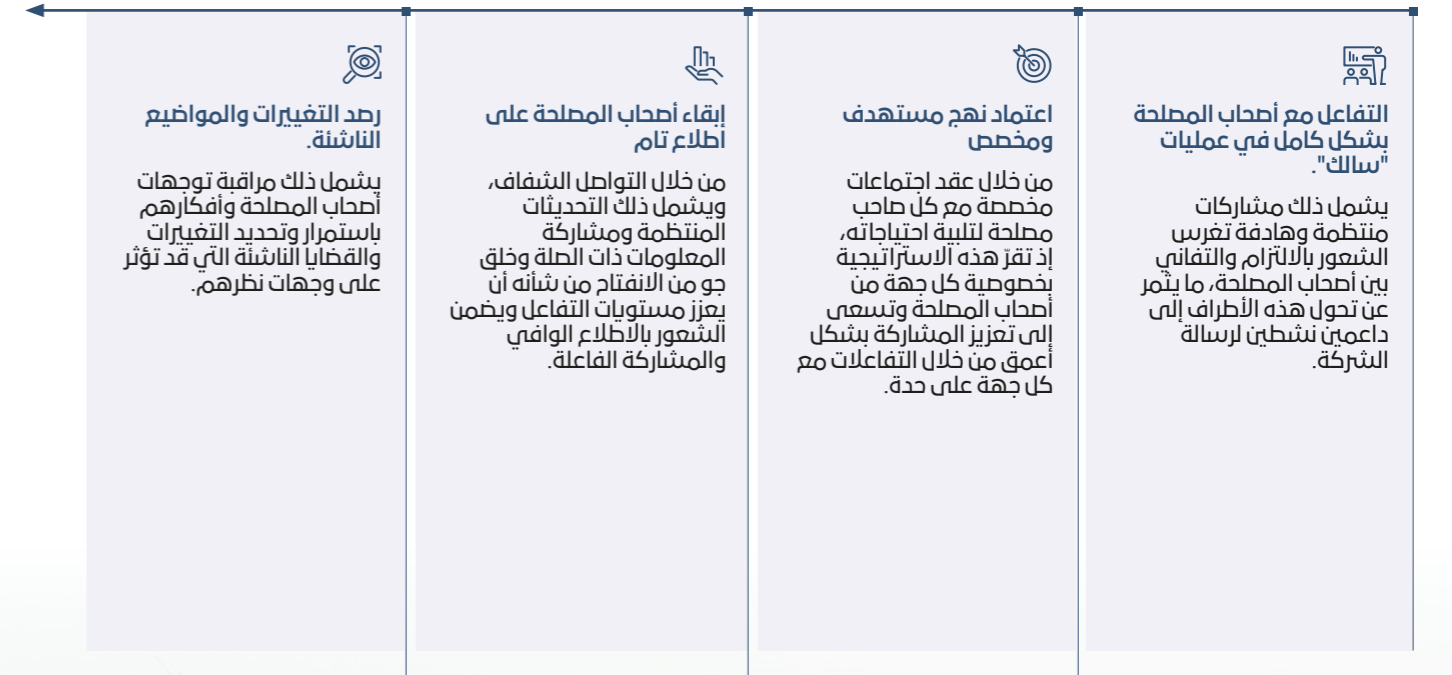 التفاعل مع أصحاب المصلحة
بشكل كامل في عمليات
"سالك".
يشمل ذلك مشاركات
منتظمة وهادفة تغرس
الشعور بالالتزام والتفاني
بين أصحاب المصلحة، ما يثمر
عن تحول هذه الأطراف إلى
داعمين نشطين لرسالة
الشركة.
اعتماد نهج مستهدف
ومخصص
من خلال عقد اجتماعات
مخصصة مع كل صاحب
مصلحة لتلبية احتياجاته،
إذ تقرّ هذه الاستراتيجية
بخصوصية كل جهة من
أصحاب المصلحة وتسعى
إلى تعزيز المشاركة بشكل
أعمق من خلال التفاعلات مع
كل جهة على حدة.
إبقاء أصحاب المصلحة على
اطلاع تام
من خلال التواصل الشفاف،
ويشمل ذلك التحديثات
المنتظمة ومشاركة
المعلومات ذات الصلة وخلق
جو من الانفتاح من شأنه أن
يعزز مستويات التفاعل ويضمن
الشعور بالاطلاع الوافي
والمشاركة الفاعلة.
رصد التغييرات والمواضيع
الناشئة.
يشمل ذلك مراقبة توجهات
أصحاب المصلحة وأفكارهم
باستمرار وتحديد التغييرات
والقضايا الناشئة التي قد تؤثر
على وجهات نظرهم.